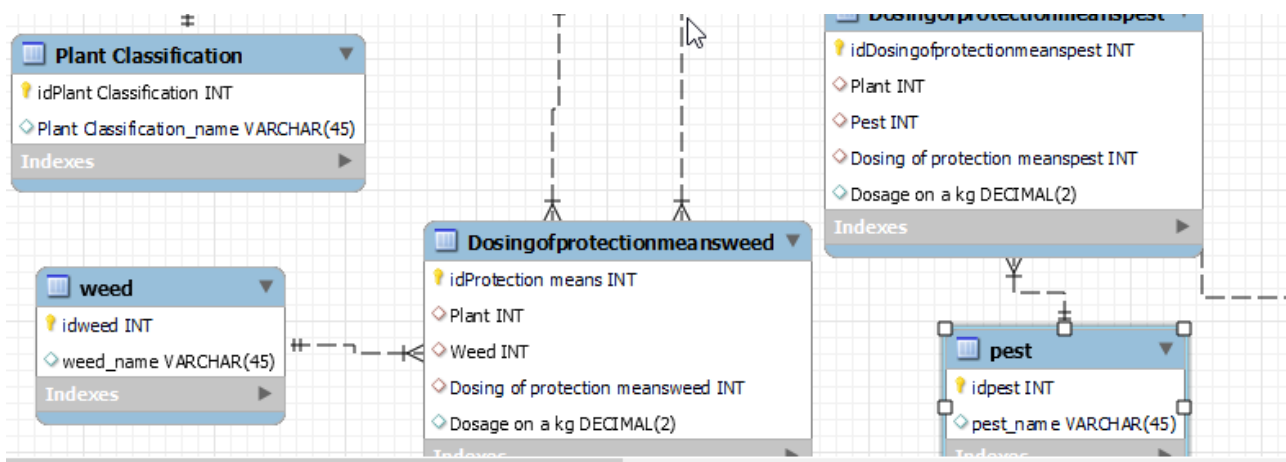 Plant Classification
idPlant Classification INT
Plant Classification_name VARCHAR(45)
Indexes
weed
idweed INT
weed_name VARCHAR(45)
Indexes
Dosingofprotectionmeansweed
idProtection means INT
Plant INT
Weed INT
Dosing of protection meansweed INT
Dosage on a kg DECIMAL(2)
Indexes
Dosingofprotectionmeanspest
idDosingofprotectionmeanspest INT
Plant INT
Pest INT
Dosing of protection meanspest INT
Dosage on a kg DECIMAL(2)
Indexes
pest
idpest INT
pest_name VARCHAR(45)
Indexes